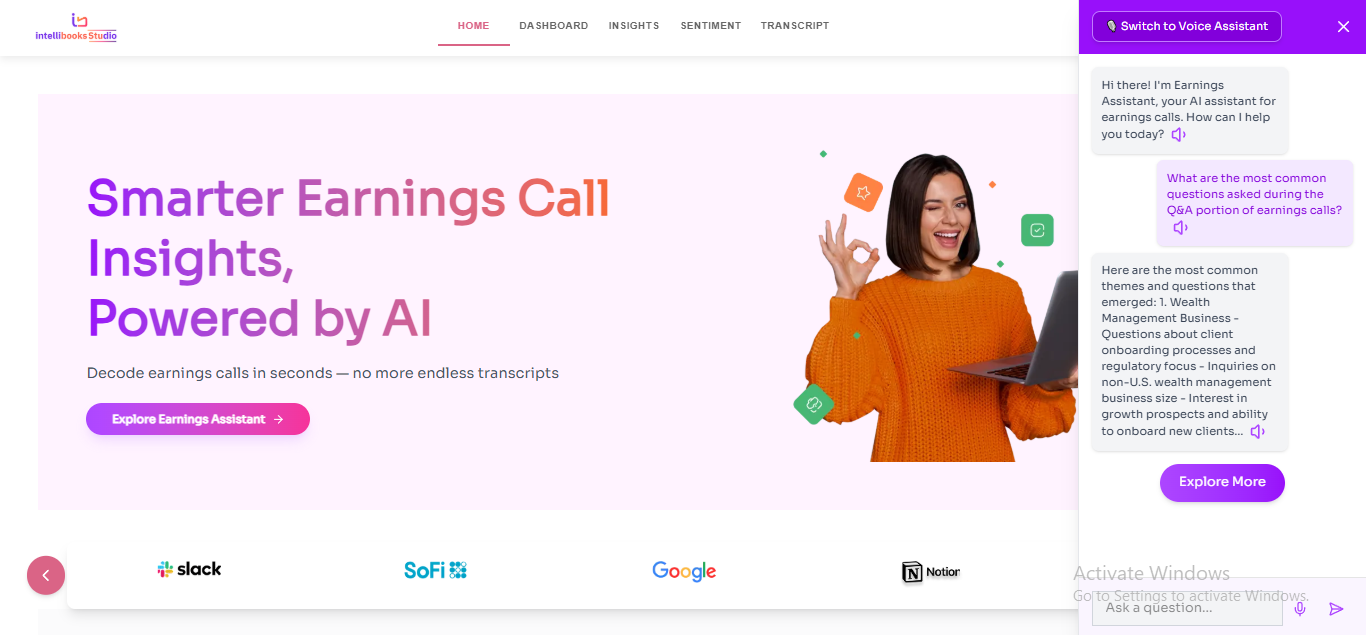 intellibooksStudio
HOME
DASHBOARD
INSIGHTS
SENTIMENT
TRANSCRIPT
Smarter Earnings Call
Insights,
Powered by AI
Decode earnings calls in seconds — no more endless transcripts
Explore Earnings Assistant →
slack
SoFi
Google
Notion
Switch to Voice Assistant
Hi there! I'm Earnings
Assistant, your AI assistant for
earnings calls. How can I help
you today?
What are the most common
questions asked during the
Q&A portion of earnings calls?
Here are the most common
themes and questions that
emerged: 1. Wealth
Management Business -
Questions about client
onboarding processes and
regulatory focus - Inquiries on
non-U.S. wealth management
business size - Interest in
growth prospects and ability
to onboard new clients...
Explore More
Activate Windows
Go to Settings to activate Windows.
Ask a question...